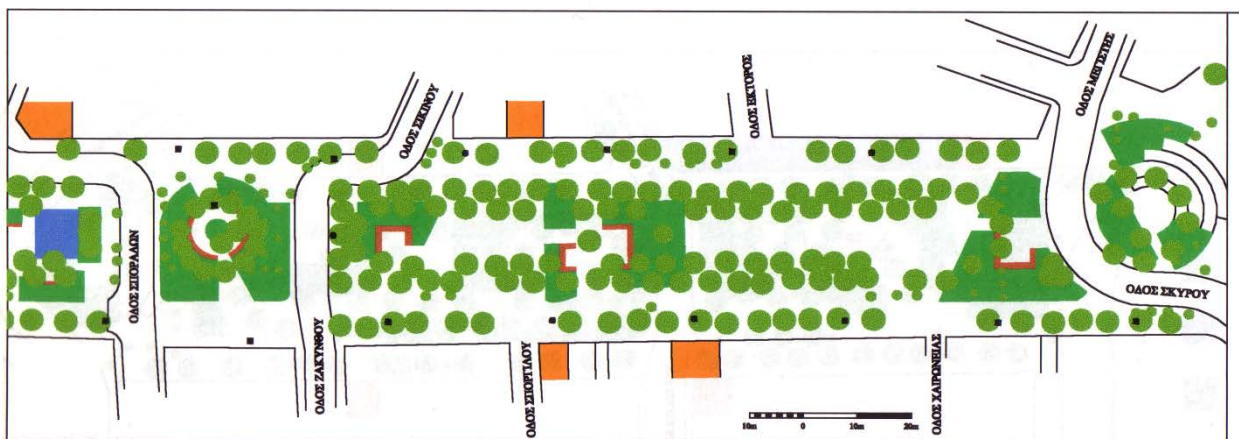 ΟΔΟΣ ΣΠΟΡΑΔΩΝ
ΟΔΟΣ ΖΑΚΥΝΘΟΥ
ΟΔΟΣ ΣΙΚΙΝΟΥ
ΟΔΟΣ ΣΠΟΡΓΙΛΟΥ
ΟΔΟΣ ΕΚΤΟΡΟΣ
ΟΔΟΣ ΧΑΙΡΩΝΕΙΑΣ
ΟΔΟΣ ΜΕΓΙΣΤΗΣ
ΟΔΟΣ ΣΚΥΡΟΥ
10m 0 10m 20m